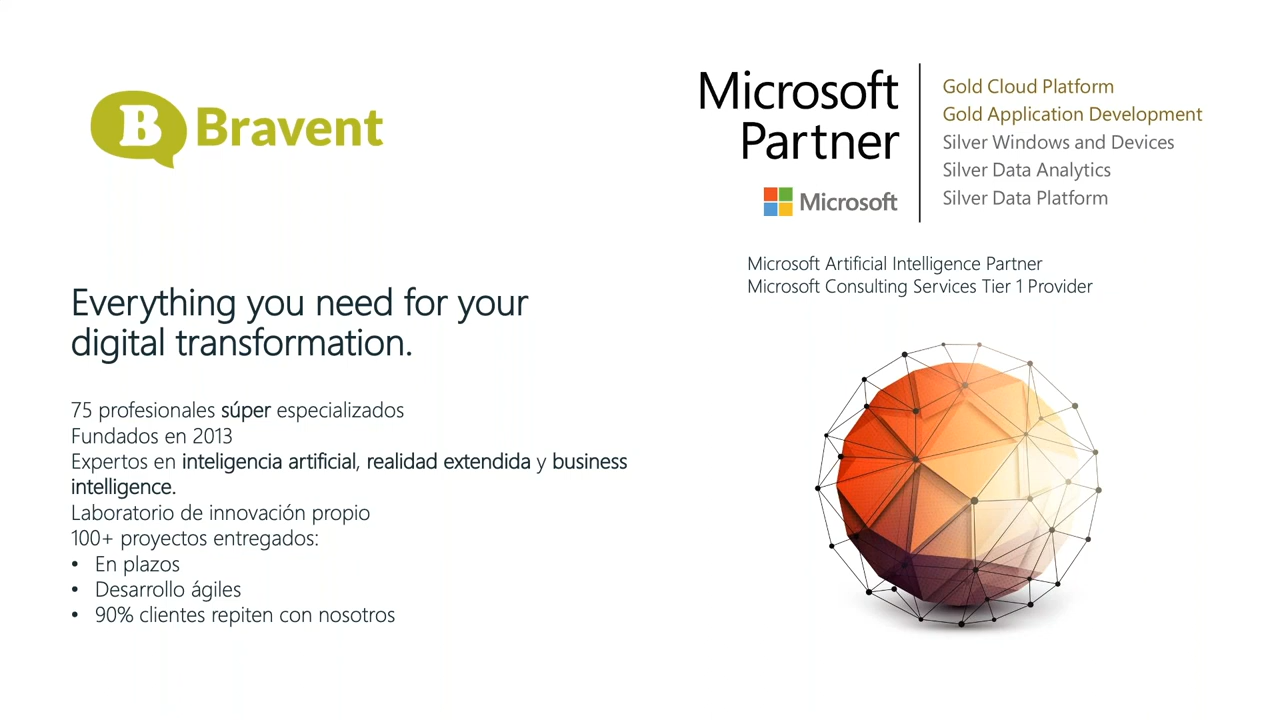 B Bravent
Microsoft
Partner
Microsoft
Gold Cloud Platform
Gold Application Development
Silver Windows and Devices
Silver Data Analytics
Silver Data Platform
Microsoft Artificial Intelligence Partner
Microsoft Consulting Services Tier 1 Provider
Everything you need for your
digital transformation.
75 profesionales súper especializados
Fundados en 2013
Expertos en inteligencia artificial, realidad extendida y business
intelligence.
Laboratorio de innovación propio
100+ proyectos entregados:
• En plazos
• Desarrollo ágiles
• 90% clientes repiten con nosotros